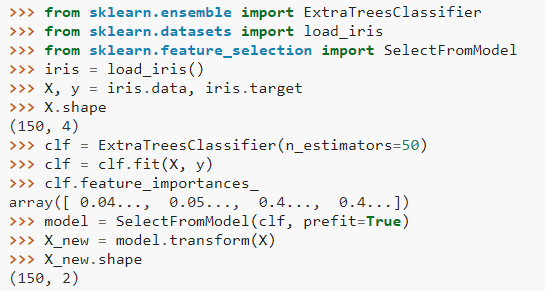 >>> from sklearn.ensemble import ExtraTreesClassifier
>>> from sklearn.datasets import load_iris
>>> from sklearn.feature_selection import SelectFromModel
>>> iris = load_iris()
>>> X, y = iris.data, iris.target
>>> X.shape
(150, 4)
>>> clf = ExtraTreesClassifier(n_estimators=50)
>>> clf = clf.fit(X, y)
>>> clf.feature_importances_
array([ 0.04...,  0.05...,  0.4...,  0.4...])
>>> model = SelectFromModel(clf, prefit=True)
>>> X_new = model.transform(X)
>>> X_new.shape
(150, 2)